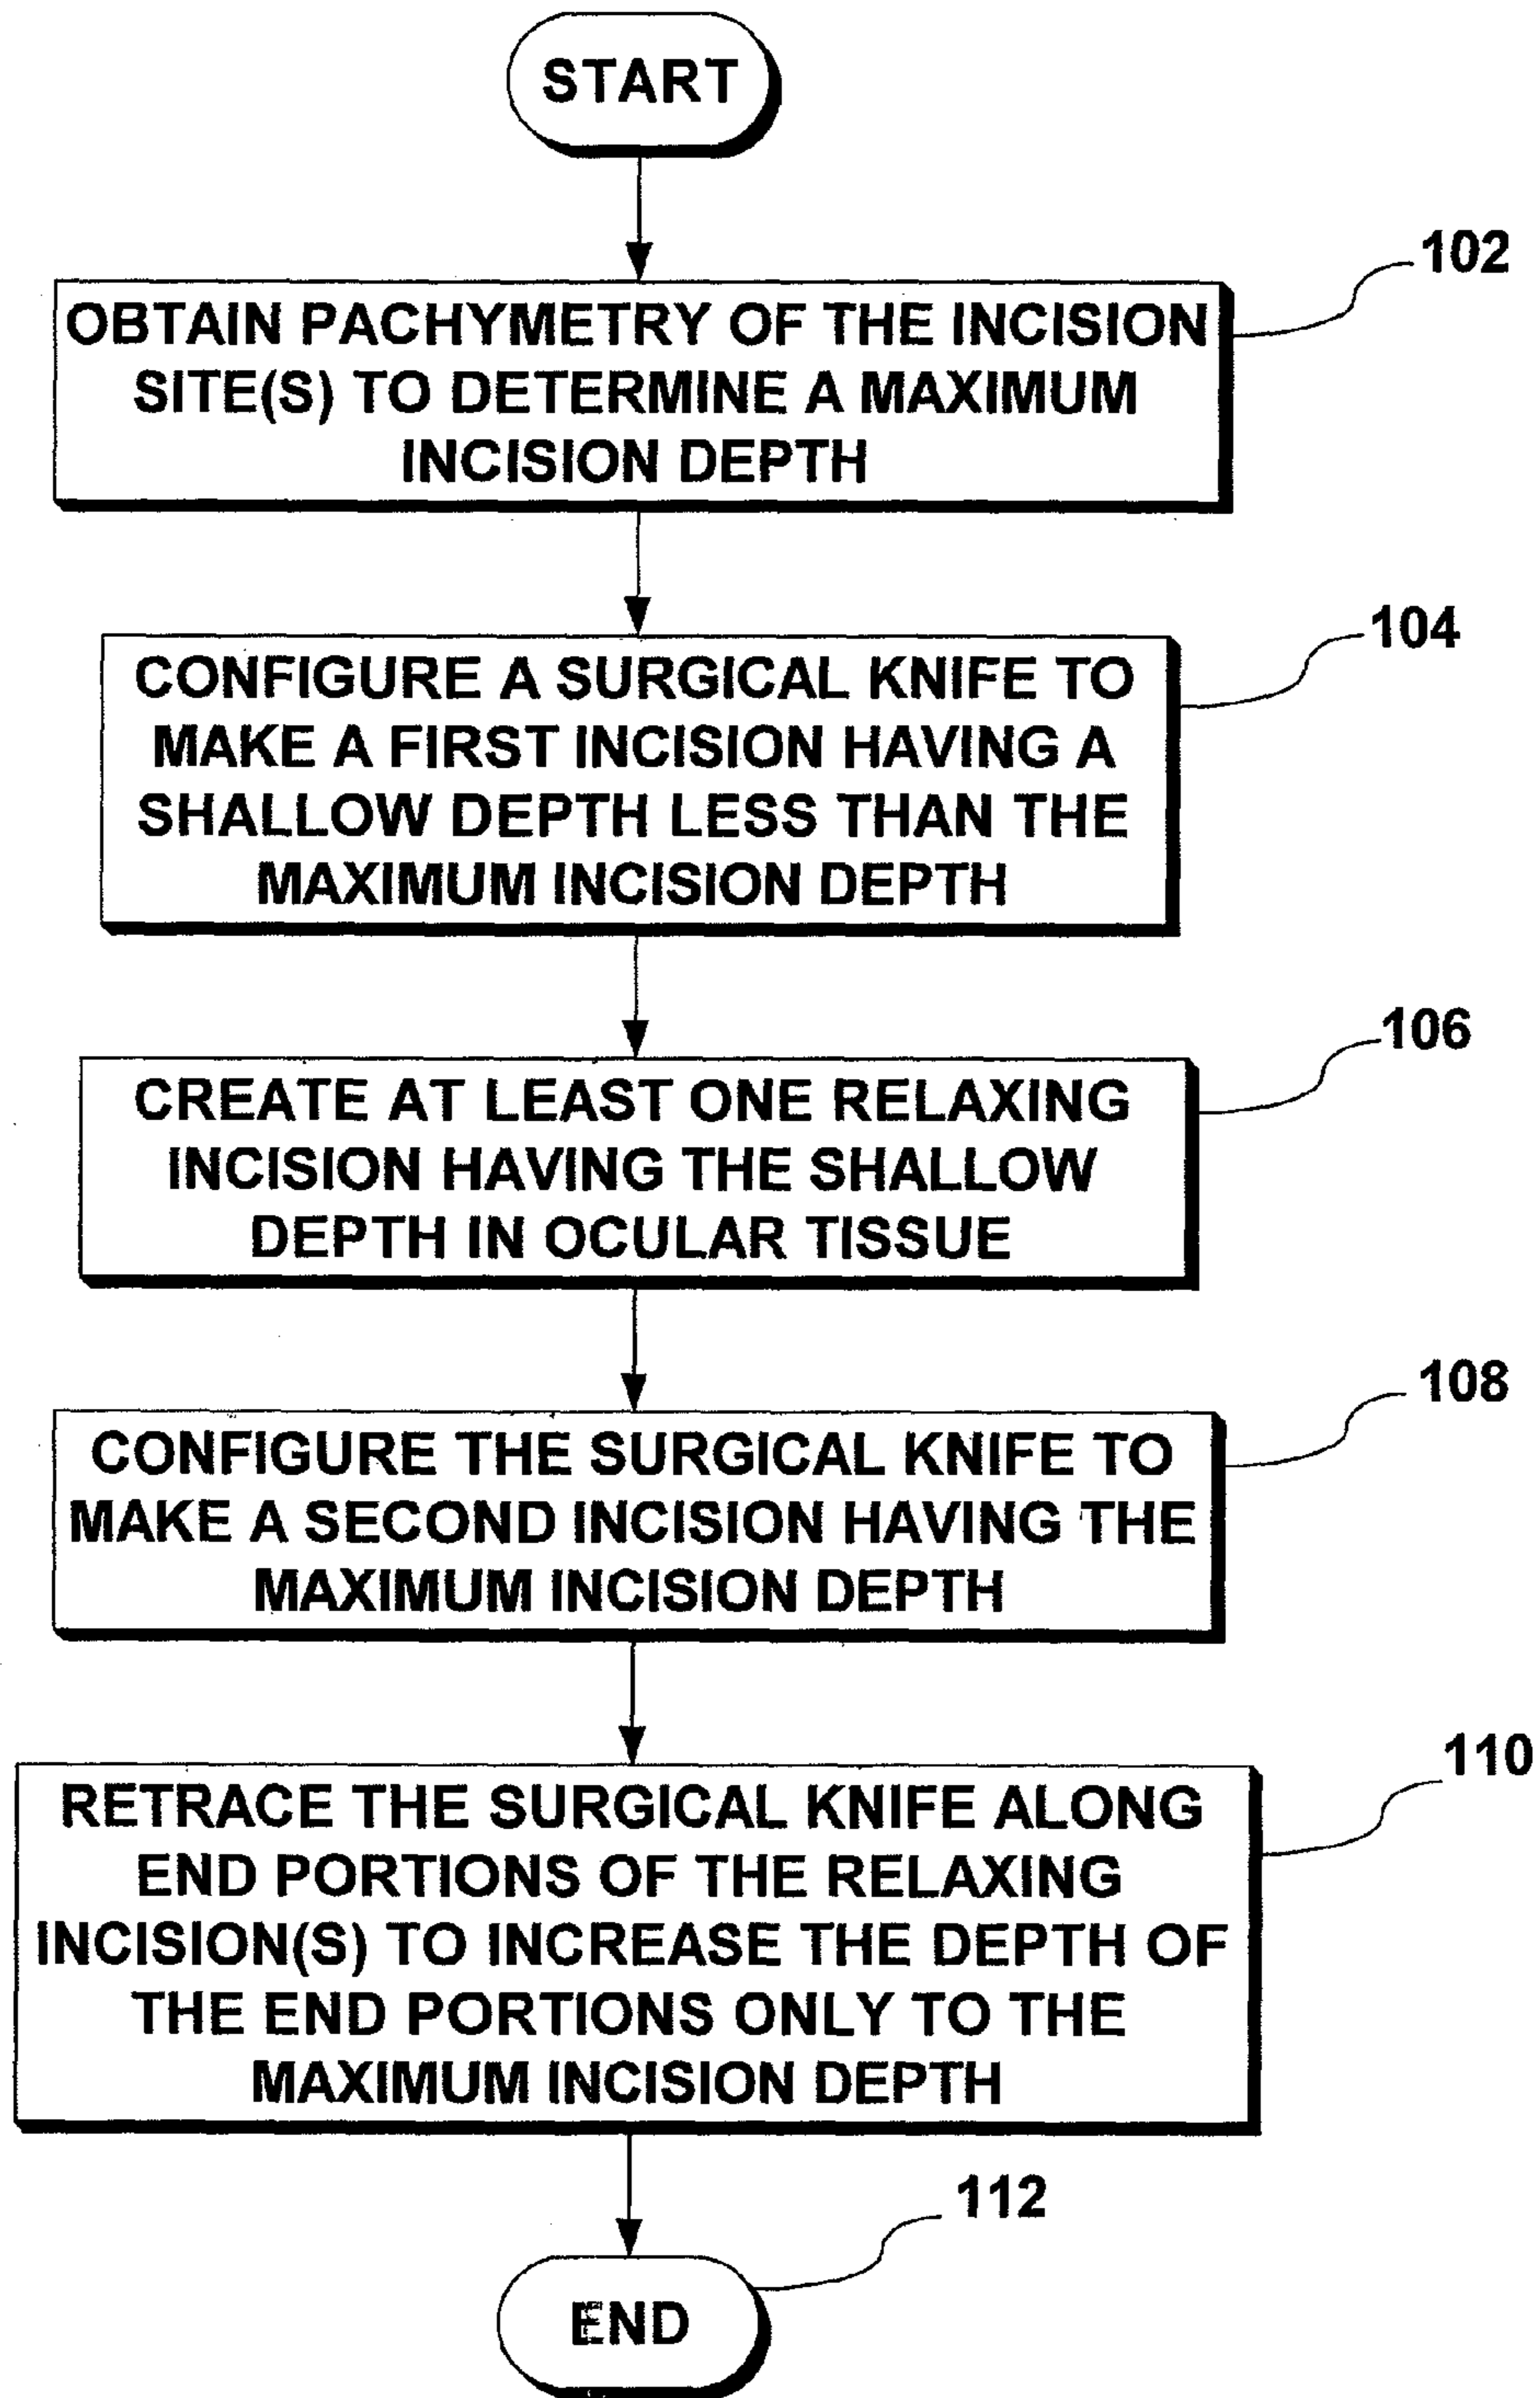 START
102
OBTAIN PACHYMETRY OF THE INCISION
SITE(S) TO DETERMINE A MAXIMUM
INCISION DEPTH
104
CONFIGURE A SURGICAL KNIFE TO
MAKE A FIRST INCISION HAVING A
SHALLOW DEPTH LESS THAN THE
MAXIMUM INCISION DEPTH
106
CREATE AT LEAST ONE RELAXING
INCISION HAVING THE SHALLOW
DEPTH IN OCULAR TISSUE
108
CONFIGURE THE SURGICAL KNIFE TO
MAKE A SECOND INCISION HAVING THE
MAXIMUM INCISION DEPTH
110
RETRACE THE SURGICAL KNIFE ALONG
END PORTIONS OF THE RELAXING
INCISION(S) TO INCREASE THE DEPTH OF
THE END PORTIONS ONLY TO THE
MAXIMUM INCISION DEPTH
112
END